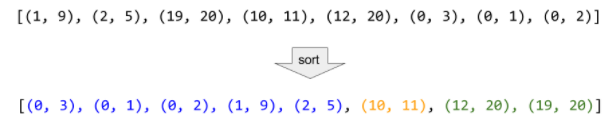 [(1, 9), (2, 5), (19, 20), (10, 11), (12, 20), (0, 3), (0, 1), (0, 2)]
sort
[(0, 3), (0, 1), (0, 2), (1, 9), (2, 5), (10, 11), (12, 20), (19, 20)]